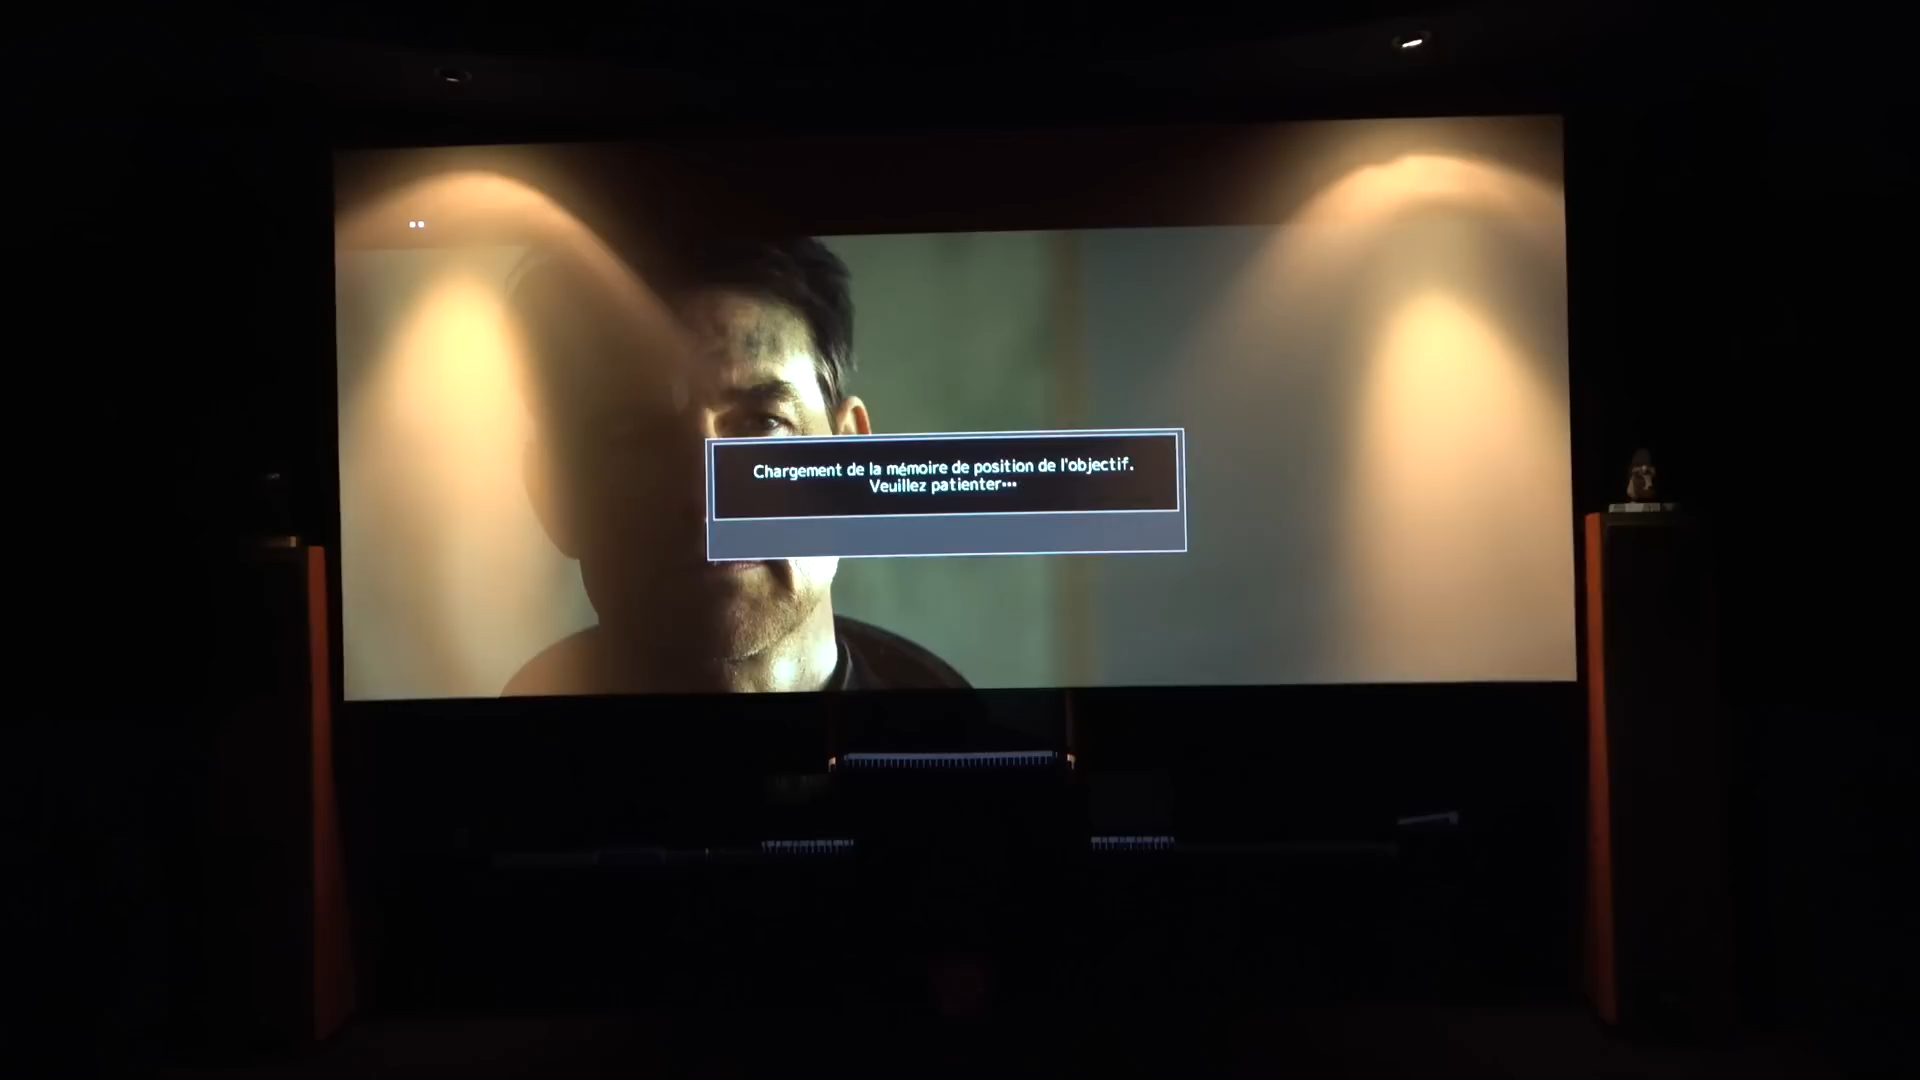 Chargement de la mémoire de position de l'objectif.
Veuillez patienter…